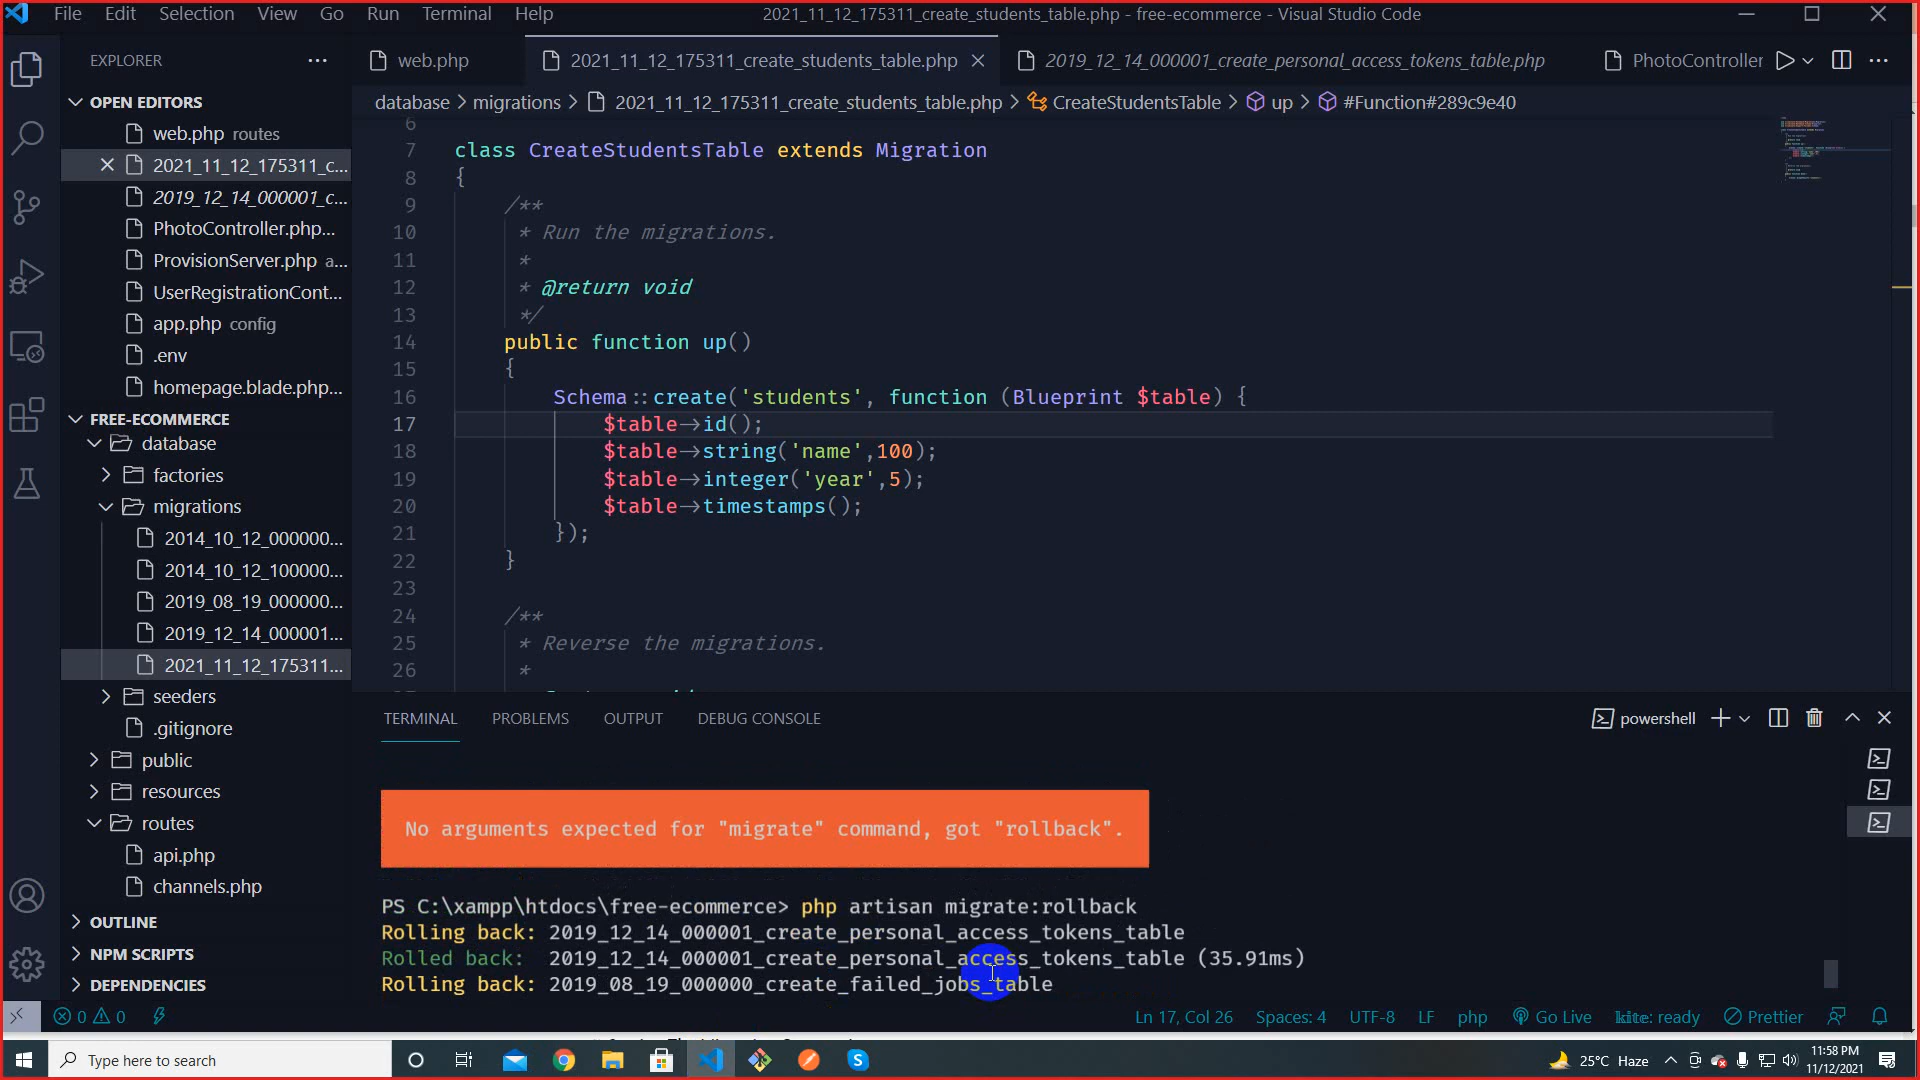 File Edit Selection View Go Run Terminal Help
2021_11_12_175311_create_students_table.php - free-ecommerce - Visual Studio Code
EXPLORER
web.php
2021_11_12_175311_create_students_table.php
2019_12_14_000001_create_personal_access_tokens_table.php
PhotoController
database > migrations > 2021_11_12_175311_create_students_table.php > CreateStudentsTable > up > #Function#289c9e40
OPEN EDITORS
web.php routes
2021_11_12_175311_c...
2019_12_14_000001_c...
PhotoController.php...
ProvisionServer.php a...
UserRegistrationCont...
app.php config
.env
homepage.blade.php...
FREE-ECOMMERCE
database
factories
migrations
2014_10_12_000000...
2014_10_12_100000...
2019_08_19_000000...
2019_12_14_000001...
2021_11_12_175311...
seeders
.gitignore
public
resources
routes
api.php
channels.php
OUTLINE
NPM SCRIPTS
DEPENDENCIES
6
7 class CreateStudentsTable extends Migration
8 {
9 /**
10 * Run the migrations.
11 *
12 * @return void
13 */
14 public function up()
15 {
16 Schema::create('students', function (Blueprint $table) {
17 $table->id();
18 $table->string('name',100);
19 $table->integer('year',5);
20 $table->timestamps();
21 });
22 }
23
24 /**
25 * Reverse the migrations.
26 *
TERMINAL PROBLEMS OUTPUT DEBUG CONSOLE
powershell
No arguments expected for "migrate" command, got "rollback".
PS C:\xampp\htdocs\free-ecommerce> php artisan migrate:rollback
Rolling back: 2019_12_14_000001_create_personal_access_tokens_table
Rolled back: 2019_12_14_000001_create_personal_access_tokens_table (35.91ms)
Rolling back: 2019_08_19_000000_create_failed_jobs_table
0 0
Ln 17, Col 26 Spaces: 4 UTF-8 LF php Go Live kite: ready Prettier
Type here to search
25°C Haze
11:58 PM
11/12/2021